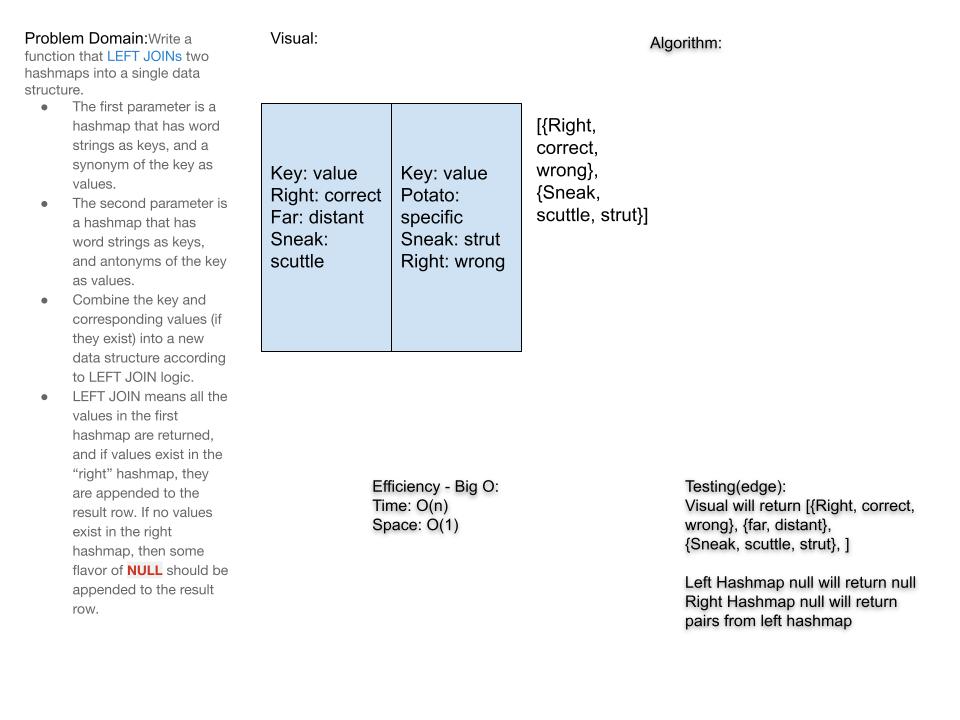 Problem Domain:Write a
function that LEFT JOINs two
hashmaps into a single data
structure.
● The first parameter is a
hashmap that has word
strings as keys, and a
synonym of the key as
values.
● The second parameter is
a hashmap that has
word strings as keys,
and antonyms of the key
as values.
● Combine the key and
corresponding values (if
they exist) into a new
data structure according
to LEFT JOIN logic.
● LEFT JOIN means all the
values in the first
hashmap are returned,
and if values exist in the
“right” hashmap, they
are appended to the
result row. If no values
exist in the right
hashmap, then some
flavor of NULL should be
appended to the result
row.
Visual:
Key: value
Right: correct
Far: distant
Sneak:
scuttle
Key: value
Potato:
specific
Sneak: strut
Right: wrong
[{Right,
correct,
wrong},
{Sneak,
scuttle, strut}]
Algorithm:
Efficiency - Big O:
Time: O(n)
Space: O(1)
Testing(edge):
Visual will return [{Right, correct,
wrong}, {far, distant},
{Sneak, scuttle, strut}, ]
Left Hashmap null will return null
Right Hashmap null will return
pairs from left hashmap